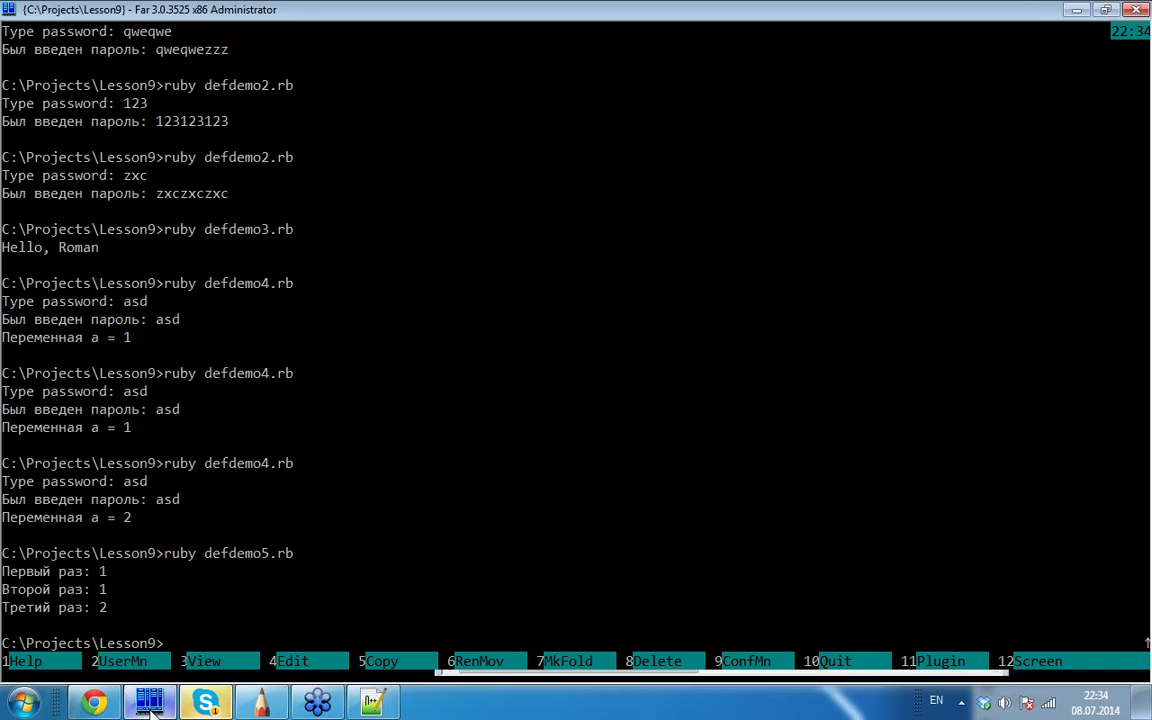 {C:\Projects\Lesson9} - Far 3.0.3525 x86 Administrator
Type password: qweqwe
22:34
Был введен пароль: qweqwezzz
C:\Projects\Lesson9>ruby defdemo2.rb
Type password: 123
Был введен пароль: 123123123
C:\Projects\Lesson9>ruby defdemo2.rb
Type password: zxc
Был введен пароль: zxczxczxc
C:\Projects\Lesson9>ruby defdemo3.rb
Hello, Roman
C:\Projects\Lesson9>ruby defdemo4.rb
Type password: asd
Был введен пароль: asd
Переменная a = 1
C:\Projects\Lesson9>ruby defdemo4.rb
Type password: asd
Был введен пароль: asd
Переменная a = 1
C:\Projects\Lesson9>ruby defdemo4.rb
Type password: asd
Был введен пароль: asd
Переменная a = 2
C:\Projects\Lesson9>ruby defdemo5.rb
Первый раз: 1
Второй раз: 1
Третий раз: 2
C:\Projects\Lesson9>
1Help 2UserMn 3View 4Edit 5Copy 6RenMov 7MkFold 8Delete 9ConfMn 10Quit 11Plugin 12Screen
EN
22:34
08.07.2014